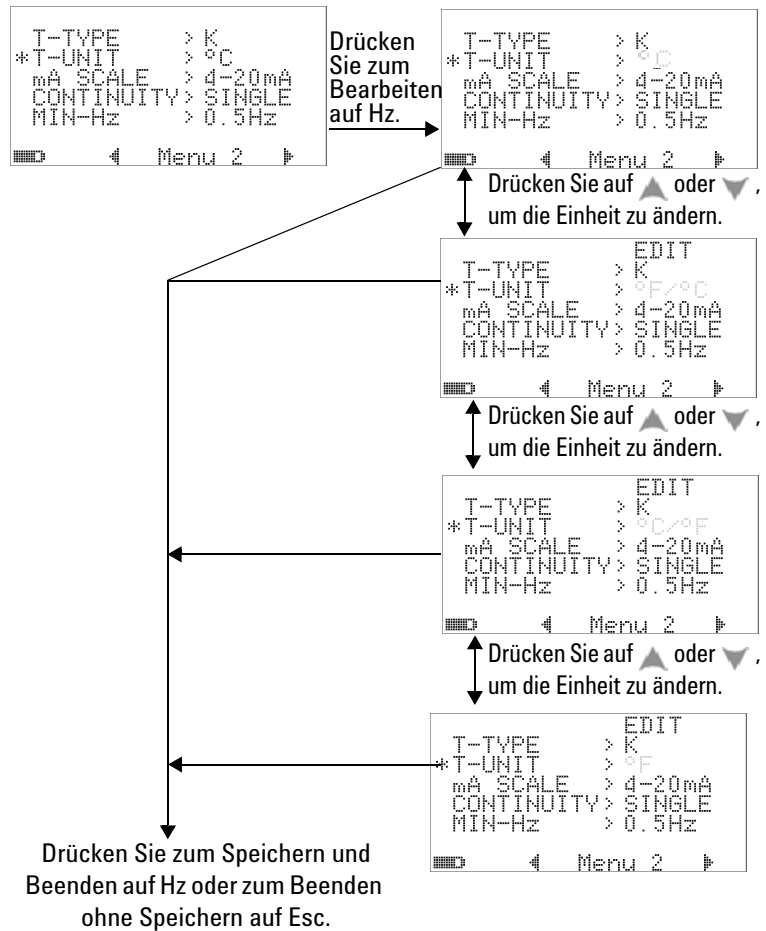 T-TYPE > K
*T-UNIT > °C
mA SCALE > 4-20mA
CONTINUITY> SINGLE
MIN-Hz > 0.5Hz
Menu 2
Drücken
Sie zum
Bearbeiten
auf Hz.
T-TYPE > K
*T-UNIT > °C
mA SCALE > 4-20mA
CONTINUITY> SINGLE
MIN-Hz > 0.5Hz
Menu 2
Drücken Sie auf oder ,
um die Einheit zu ändern.
EDIT
T-TYPE > K
*T-UNIT > °F/°C
mA SCALE > 4-20mA
CONTINUITY> SINGLE
MIN-Hz > 0.5Hz
Menu 2
Drücken Sie auf oder ,
um die Einheit zu ändern.
EDIT
T-TYPE > K
*T-UNIT > °C/°F
mA SCALE > 4-20mA
CONTINUITY> SINGLE
MIN-Hz > 0.5Hz
Menu 2
Drücken Sie auf oder ,
um die Einheit zu ändern.
EDIT
T-TYPE > K
*T-UNIT > °F
mA SCALE > 4-20mA
CONTINUITY> SINGLE
MIN-Hz > 0.5Hz
Menu 2
Drücken Sie zum Speichern und
Beenden auf Hz oder zum Beenden
ohne Speichern auf Esc.